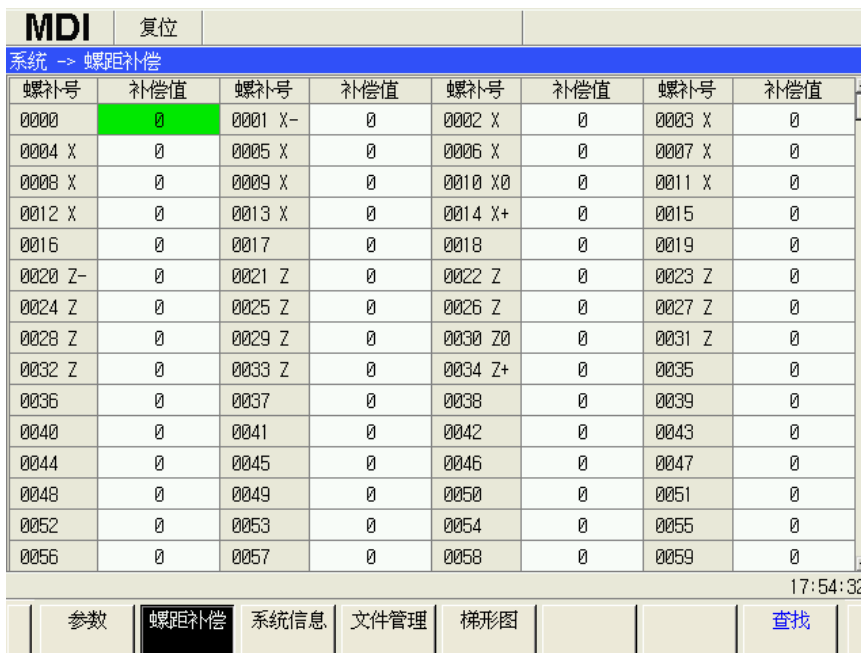 MDI 复位
系统 -> 螺距补偿
螺补号 补偿值 螺补号 补偿值 螺补号 补偿值 螺补号 补偿值
0000 0 0001 X- 0 0002 X 0 0003 X 0
0004 X 0 0005 X 0 0006 X 0 0007 X 0
0008 X 0 0009 X 0 0010 X0 0 0011 X 0
0012 X 0 0013 X 0 0014 X+ 0 0015 0
0016 0 0017 0 0018 0 0019 0
0020 Z- 0 0021 Z 0 0022 Z 0 0023 Z 0
0024 Z 0 0025 Z 0 0026 Z 0 0027 Z 0
0028 Z 0 0029 Z 0 0030 Z0 0 0031 Z 0
0032 Z 0 0033 Z 0 0034 Z+ 0 0035 0
0036 0 0037 0 0038 0 0039 0
0040 0 0041 0 0042 0 0043 0
0044 0 0045 0 0046 0 0047 0
0048 0 0049 0 0050 0 0051 0
0052 0 0053 0 0054 0 0055 0
0056 0 0057 0 0058 0 0059 0
17:54:32
参数 螺距补偿 系统信息 文件管理 梯形图 查找